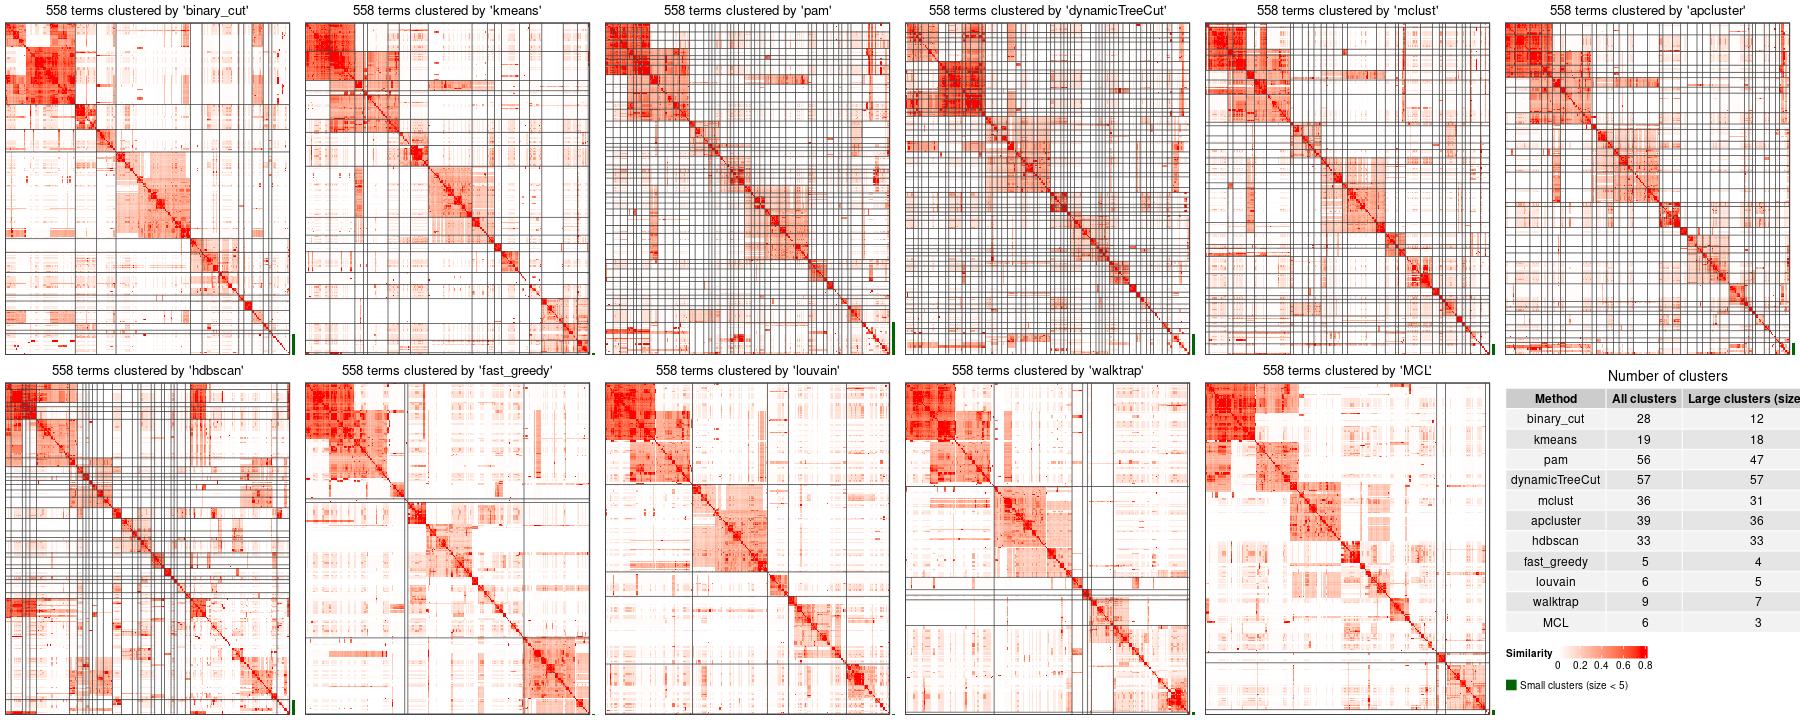 558 terms clustered by 'binary_cut'
558 terms clustered by 'kmeans'
558 terms clustered by 'pam'
558 terms clustered by 'dynamicTreeCut'
558 terms clustered by 'mclust'
558 terms clustered by 'apcluster'
558 terms clustered by 'hdbscan'
558 terms clustered by 'fast_greedy'
558 terms clustered by 'louvain'
558 terms clustered by 'walktrap'
558 terms clustered by 'MCL'
Number of clusters
Method All clusters Large clusters (size
binary_cut 28 12
kmeans 19 18
pam 56 47
dynamicTreeCut 57 57
mclust 36 31
apcluster 39 36
hdbscan 33 33
fast_greedy 5 4
louvain 6 5
walktrap 9 7
MCL 6 3
Similarity
0 0.2 0.4 0.6 0.8
Small clusters (size < 5)